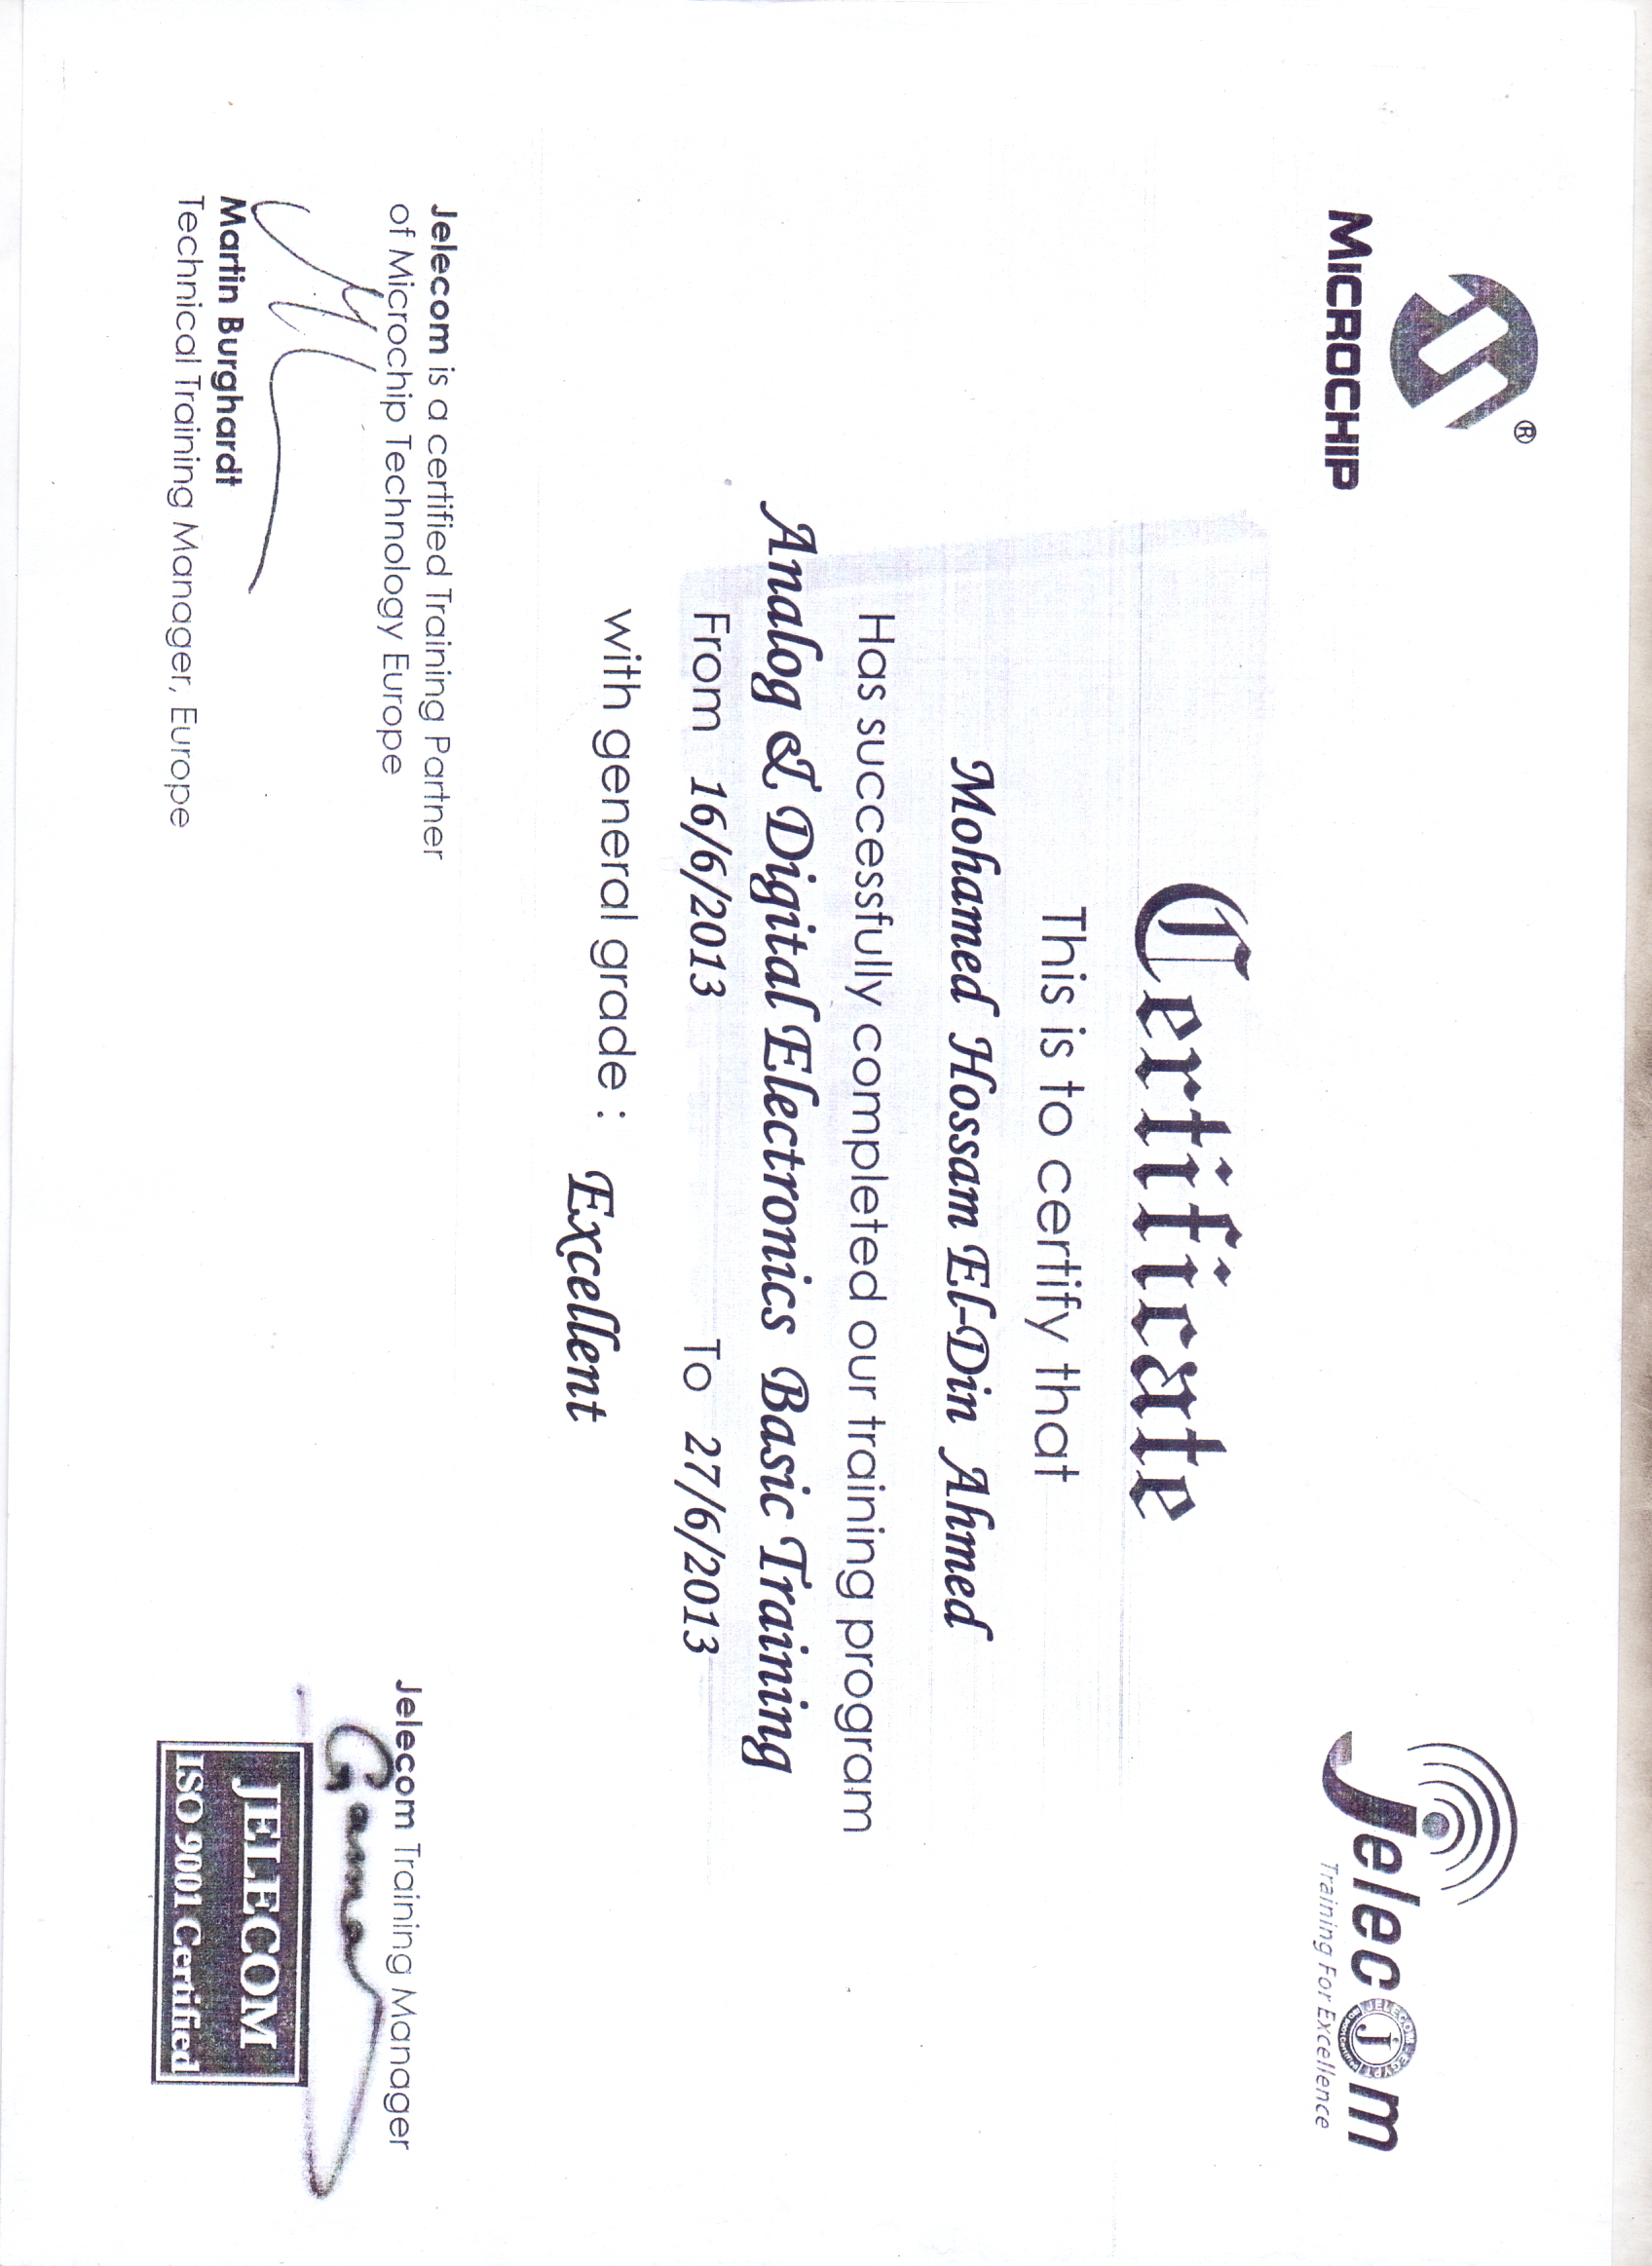 ®
MICROCHIP
Jelecom
JELECOM - EGYPT
J
ISO 9001 Certified
Training For Excellence
Certificate
This is to certify that
Mohamed Hossam El-Din Ahmed
Has successfully completed our training program
Analog & Digital Electronics Basic Training
From 16/6/2013 To 27/6/2013
with general grade : Excellent
Jelecom is a certified Training Partner
of Microchip Technology Europe
Martin Burghardt
Technical Training Manager, Europe
Jelecom Training Manager
JELECOM
ISO 9001 Certified